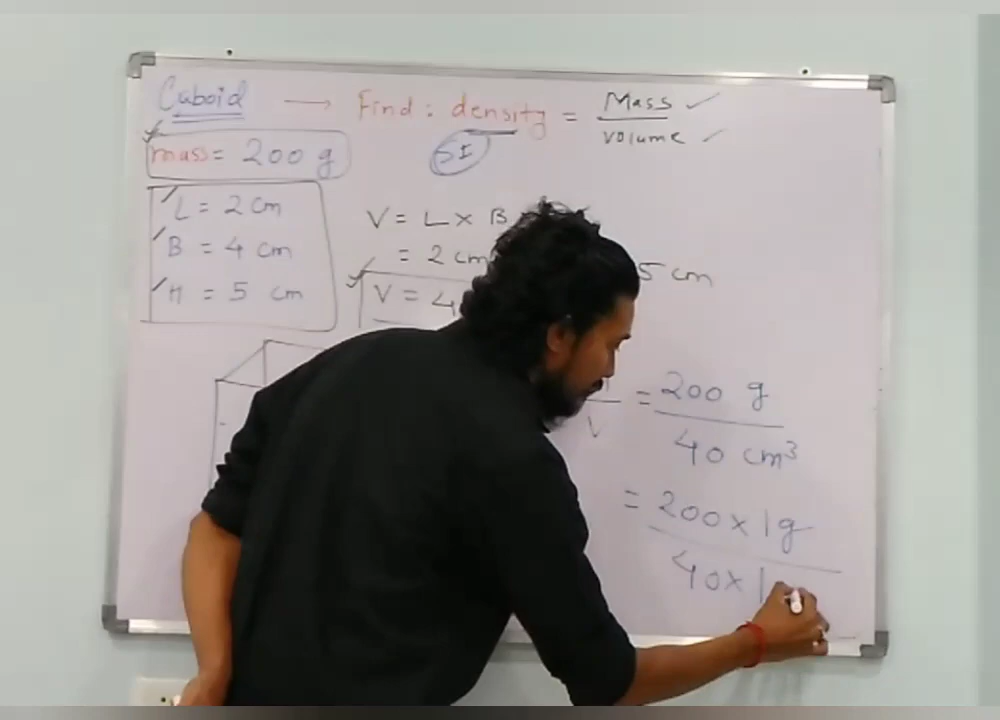 Cuboid → Find : density = Mass ✓
volume ✓
mass = 200 g
SI
L = 2 cm
B = 4 cm
H = 5 cm
V = L × B
= 2 cm 5 cm
V = 4
V
= 200 g
40 cm³
= 200 × 1 g
40 × 1